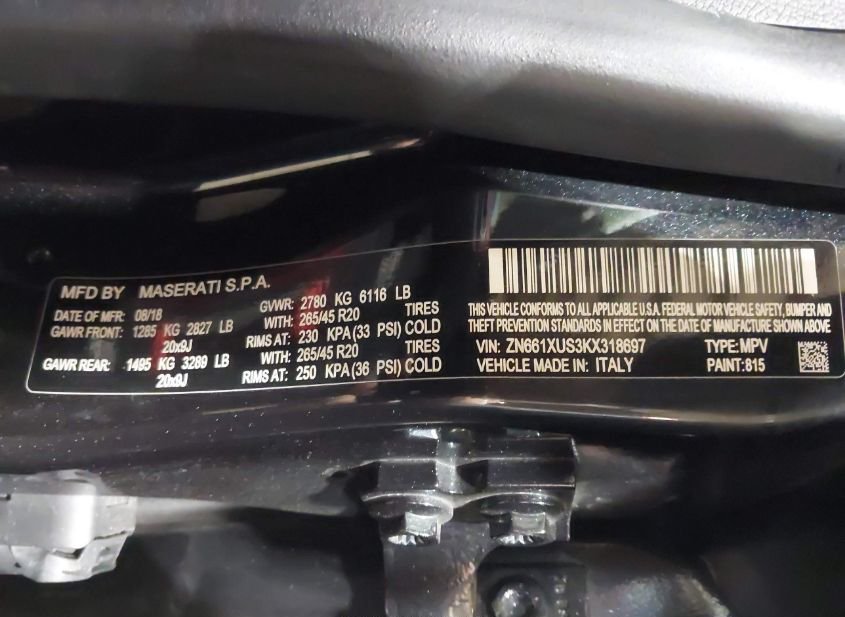 MFD BY MASERATI S.P.A.
DATE OF MFR: 08/18 GVWR: 2780 KG 6116 LB
GAWR FRONT: 1285 KG 2827 LB WITH: 265/45 R20 TIRES
20x9J RIMS AT: 230 KPA (33 PSI) COLD
GAWR REAR: 1495 KG 3289 LB WITH: 265/45 R20 TIRES
20x9J RIMS AT: 250 KPA (36 PSI) COLD
THIS VEHICLE CONFORMS TO ALL APPLICABLE U.S.A. FEDERAL MOTOR VEHICLE SAFETY, BUMPER AND
THEFT PREVENTION STANDARDS IN EFFECT ON THE DATE OF MANUFACTURE SHOWN ABOVE
VIN: ZN661XUS3KX318697 TYPE: MPV
VEHICLE MADE IN: ITALY PAINT: 815